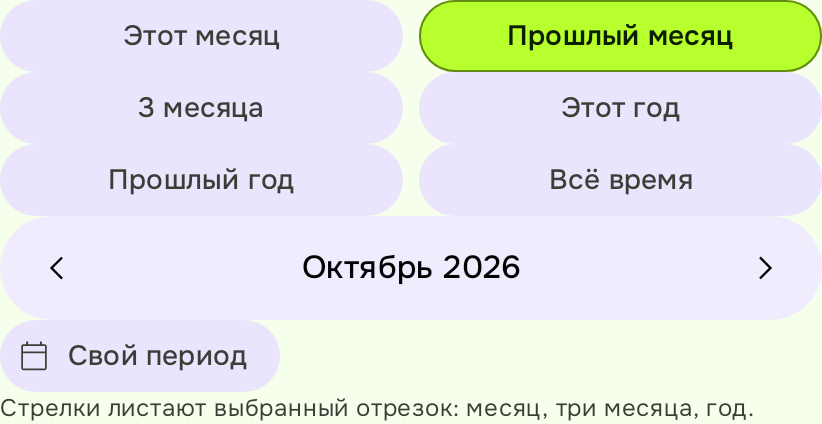 Этот месяц
Прошлый месяц
3 месяца
Этот год
Прошлый год
Всё время
Октябрь 2026
Свой период
Стрелки листают выбранный отрезок: месяц, три месяца, год.